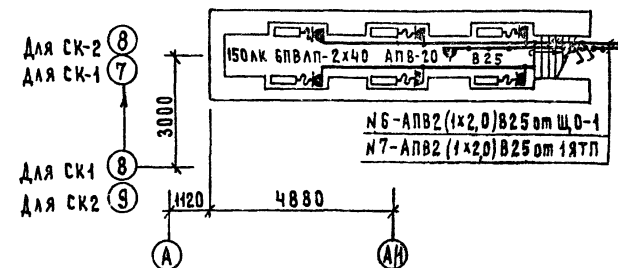 Для СК-2 8
Для СК-1 7
150ЛК 6ПВЛП-2х40 АПВ-20 В25
3000
N6-АПВ2(1х2,0)В25 от ЩО-1
N7-АПВ2(1х2,0)В25 от 1ЯТП
Для СК1 8
Для СК2 9
1120 4880
А АИ